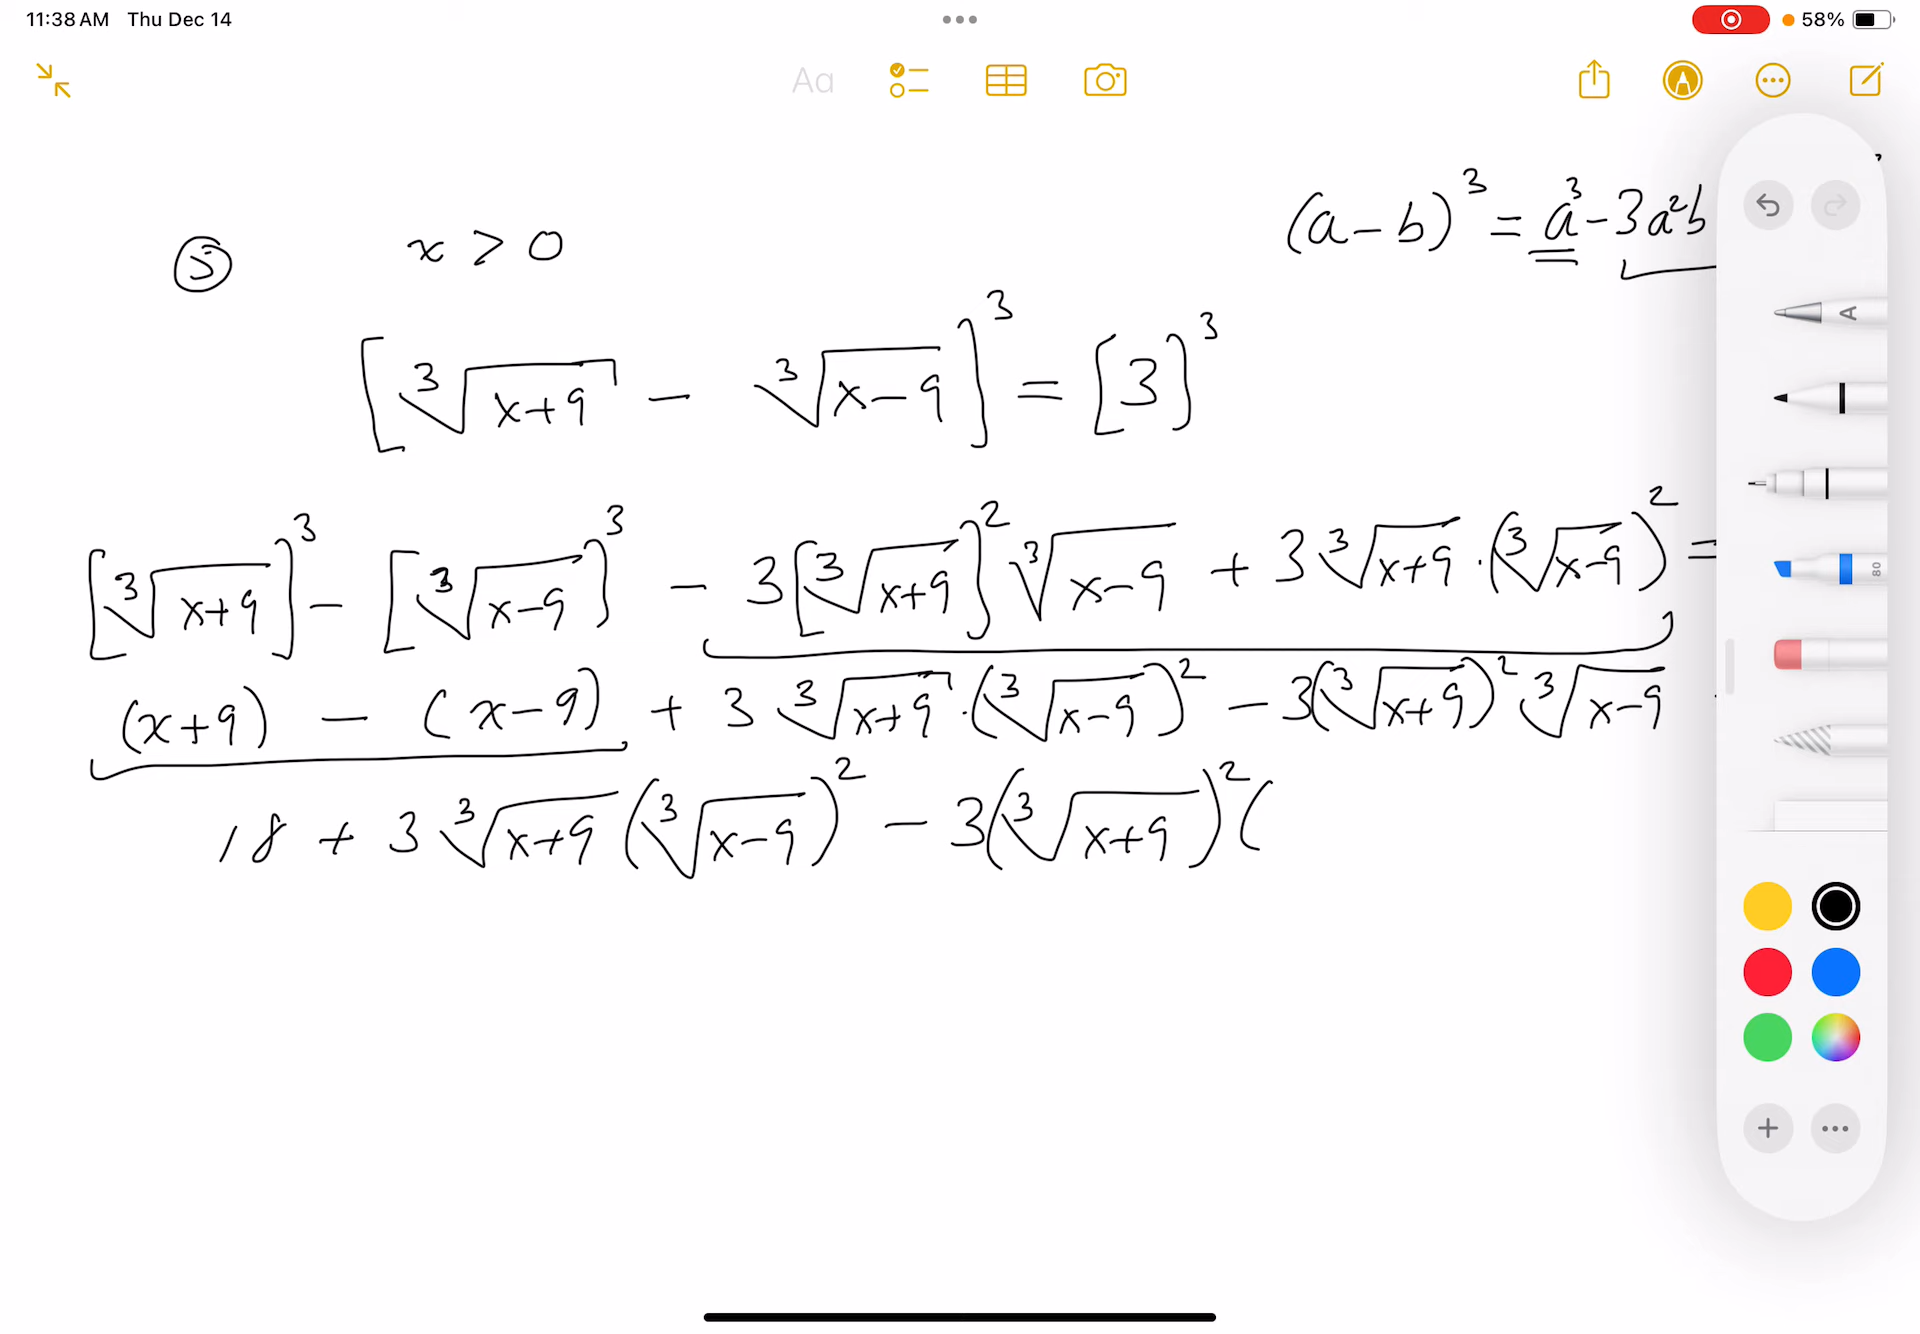 11:38 AM Thu Dec 14
58%
Aa
(a-b)³ = a³-3a²b
⑤ x > 0
[∛(x+9) - ∛(x-9)]³ = [3]³
[∛(x+9)]³ - [∛(x-9)]³ - 3[∛(x+9)]² ∛(x-9) + 3 ∛(x+9) · (∛(x-9))² =
(x+9) - (x-9) + 3 ∛(x+9) · (∛(x-9))² - 3(∛(x+9))² ∛(x-9)
18 + 3 ∛(x+9) (∛(x-9))² - 3(∛(x+9))² (
A
80